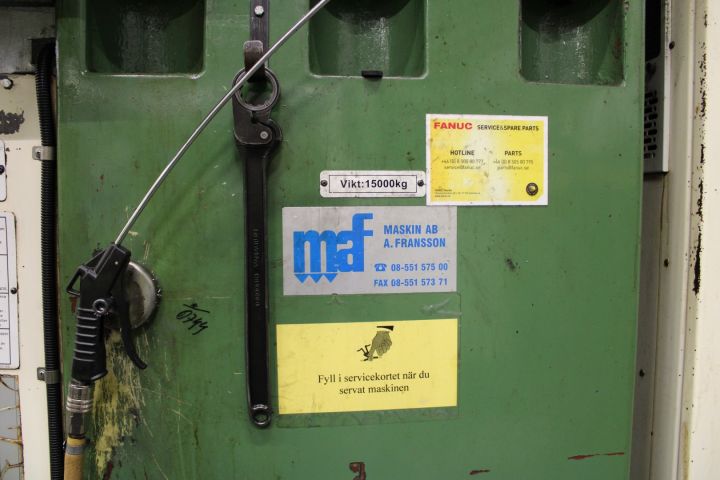 FANUC SERVICE&SPARE PARTS
HOTLINE
PARTS
Vikt:15000kg
maf
MASKIN AB
A. FRANSSON
☎ 08-551 575 00
FAX 08-551 573 71
Fyll i servicekortet när du
servat maskinen